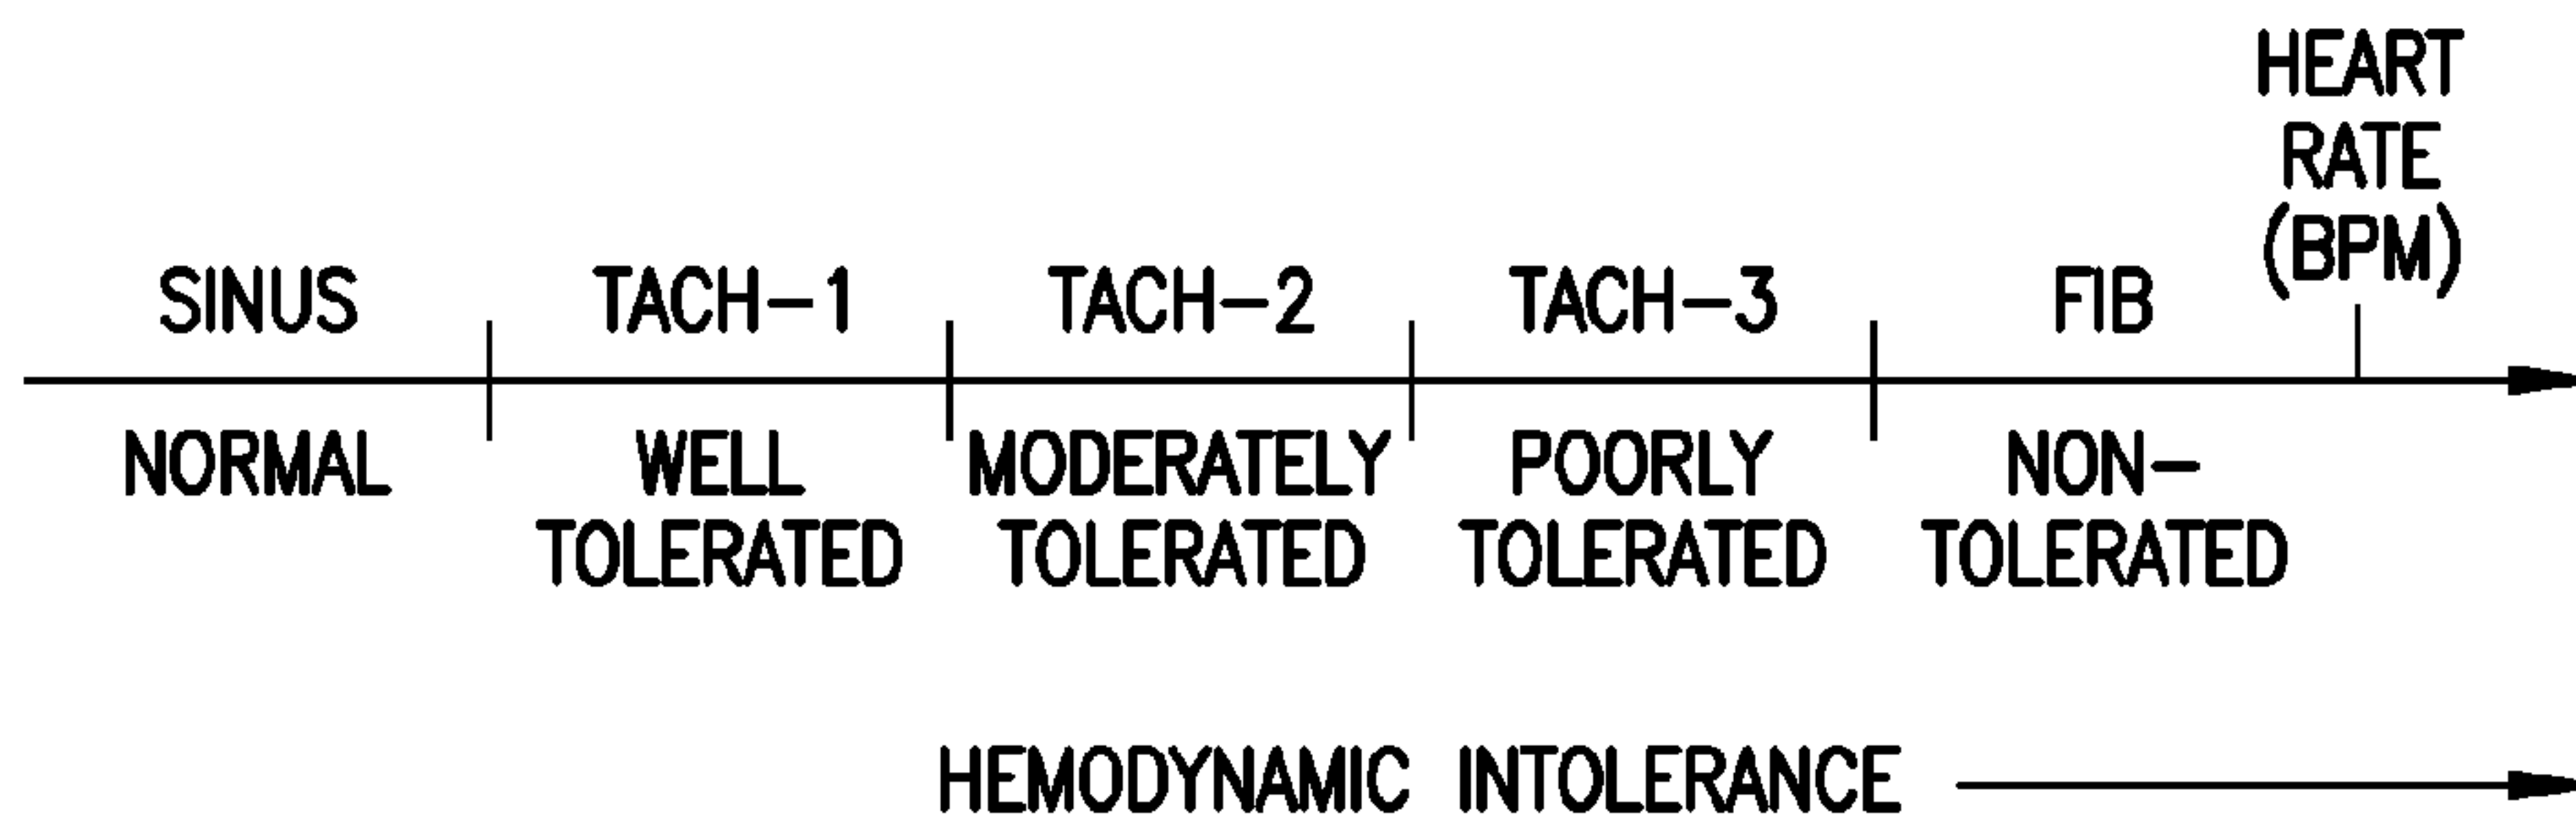 HEART
RATE
(BPM)
SINUS
TACH-1
TACH-2
TACH-3
FIB
NORMAL
WELL
TOLERATED
MODERATELY
TOLERATED
POORLY
TOLERATED
NON-
TOLERATED
HEMODYNAMIC INTOLERANCE